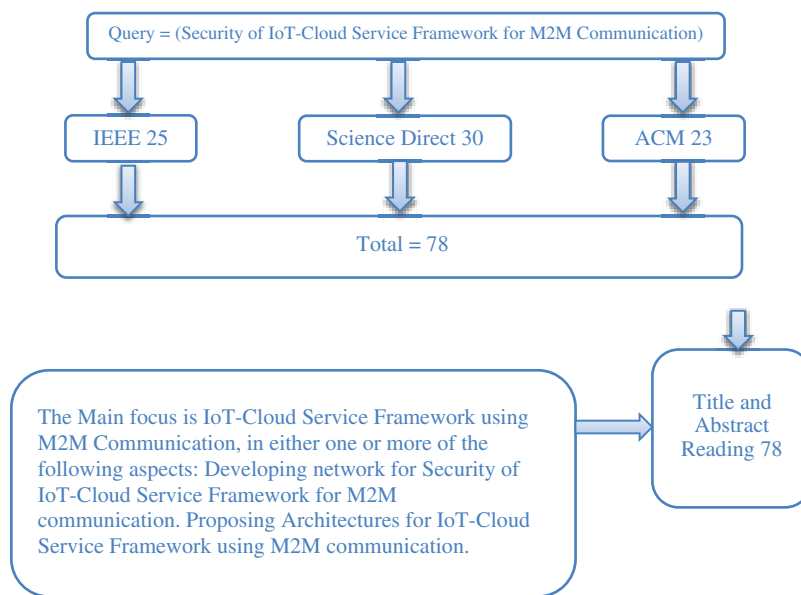 Query = (Security of IoT-Cloud Service Framework for M2M Communication)
IEEE 25
Science Direct 30
ACM 23
Total = 78
The Main focus is IoT-Cloud Service Framework using
M2M Communication, in either one or more of the
following aspects: Developing network for Security of
IoT-Cloud Service Framework for M2M
communication. Proposing Architectures for IoT-Cloud
Service Framework using M2M communication.
Title and
Abstract
Reading 78